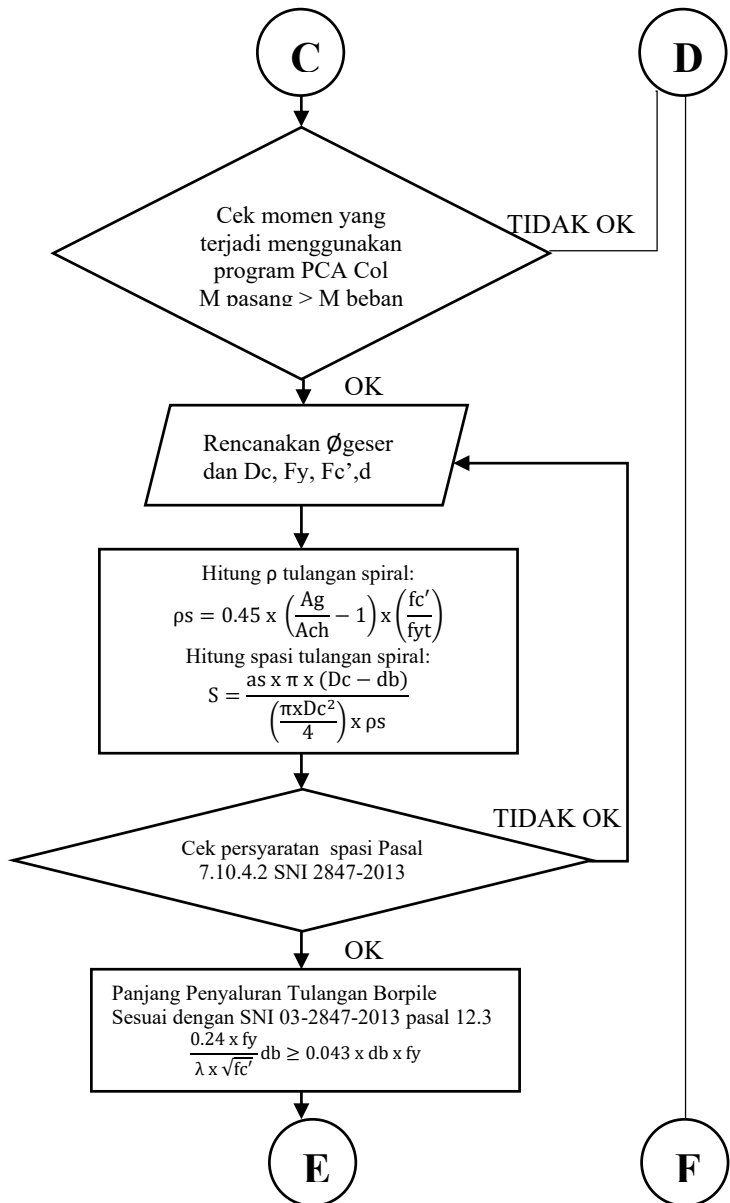 C
D
Cek momen yang
terjadi menggunakan
program PCA Col
M pasang > M beban
TIDAK OK
OK
Rencanakan Øgeser
dan Dc, Fy, Fc’,d
Hitung ρ tulangan spiral:
ρs = 0.45 x (Ag/Ach − 1) x (fc′/fyt)
Hitung spasi tulangan spiral:
S = as x π x (Dc − db) / ((πxDc²/4) x ρs)
TIDAK OK
Cek persyaratan spasi Pasal
7.10.4.2 SNI 2847-2013
OK
Panjang Penyaluran Tulangan Borpile
Sesuai dengan SNI 03-2847-2013 pasal 12.3
0.24 x fy / (λ x √fc′) db ≥ 0.043 x db x fy
E
F